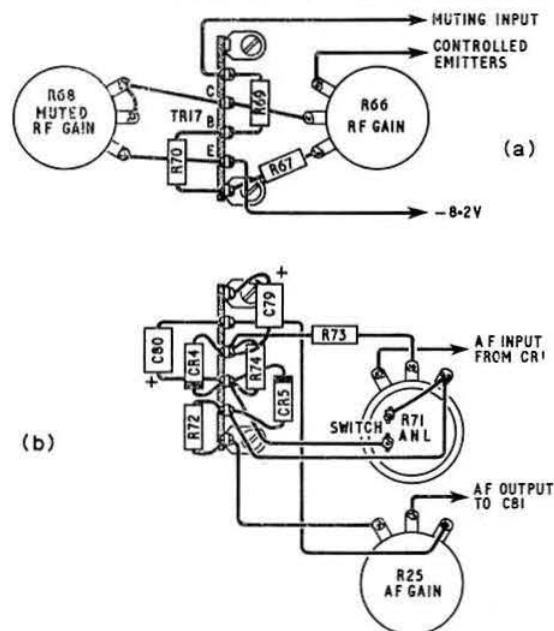 MUTING INPUT
CONTROLLED
EMITTERS
R68
MUTED
RF GAIN
C
TR17
B
E
R69
R70
R67
R66
RF GAIN
(a)
-8·2V
+
C79
C80
+
CR4
R74
R73
CR5
R72
AF INPUT
FROM CR1
SWITCH
R71
ANL
(b)
AF OUTPUT
TO C81
R25
AF GAIN